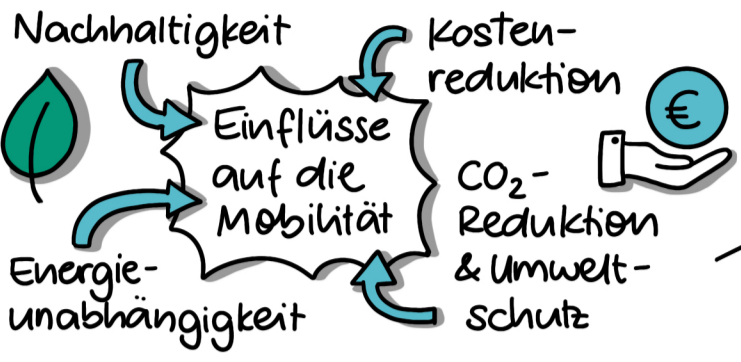 Nachhaltigkeit
Kosten-
reduktion
€
Einflüsse
auf die
Mobilität
Energie-
unabhängigkeit
CO₂-
Reduktion
& Umwelt-
schutz